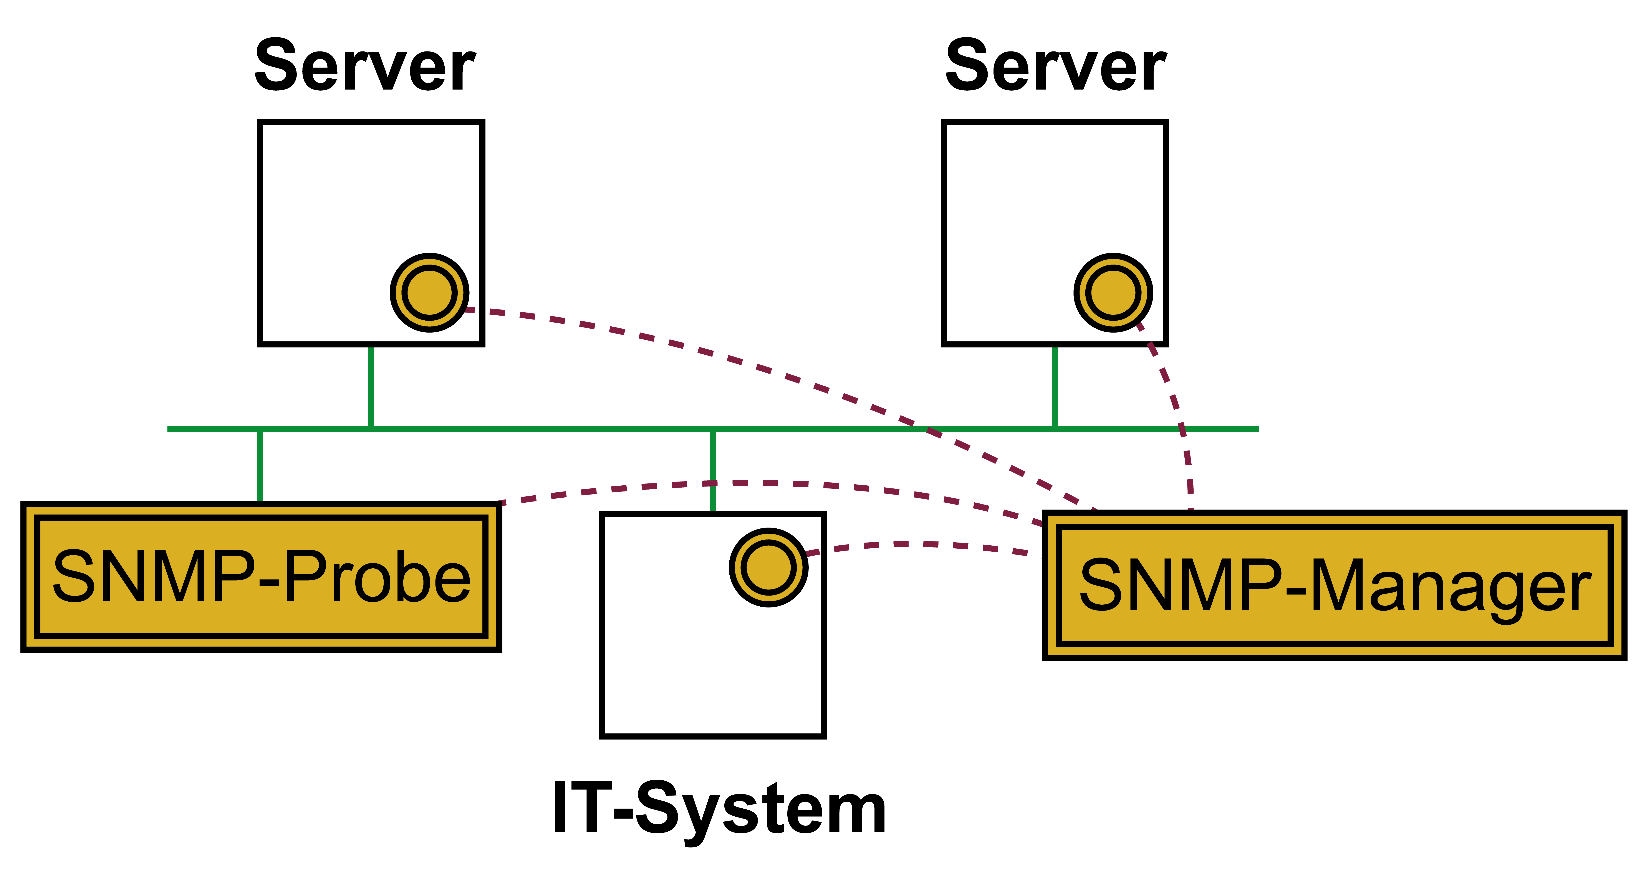 Server
Server
SNMP-Probe
SNMP-Manager
IT-System